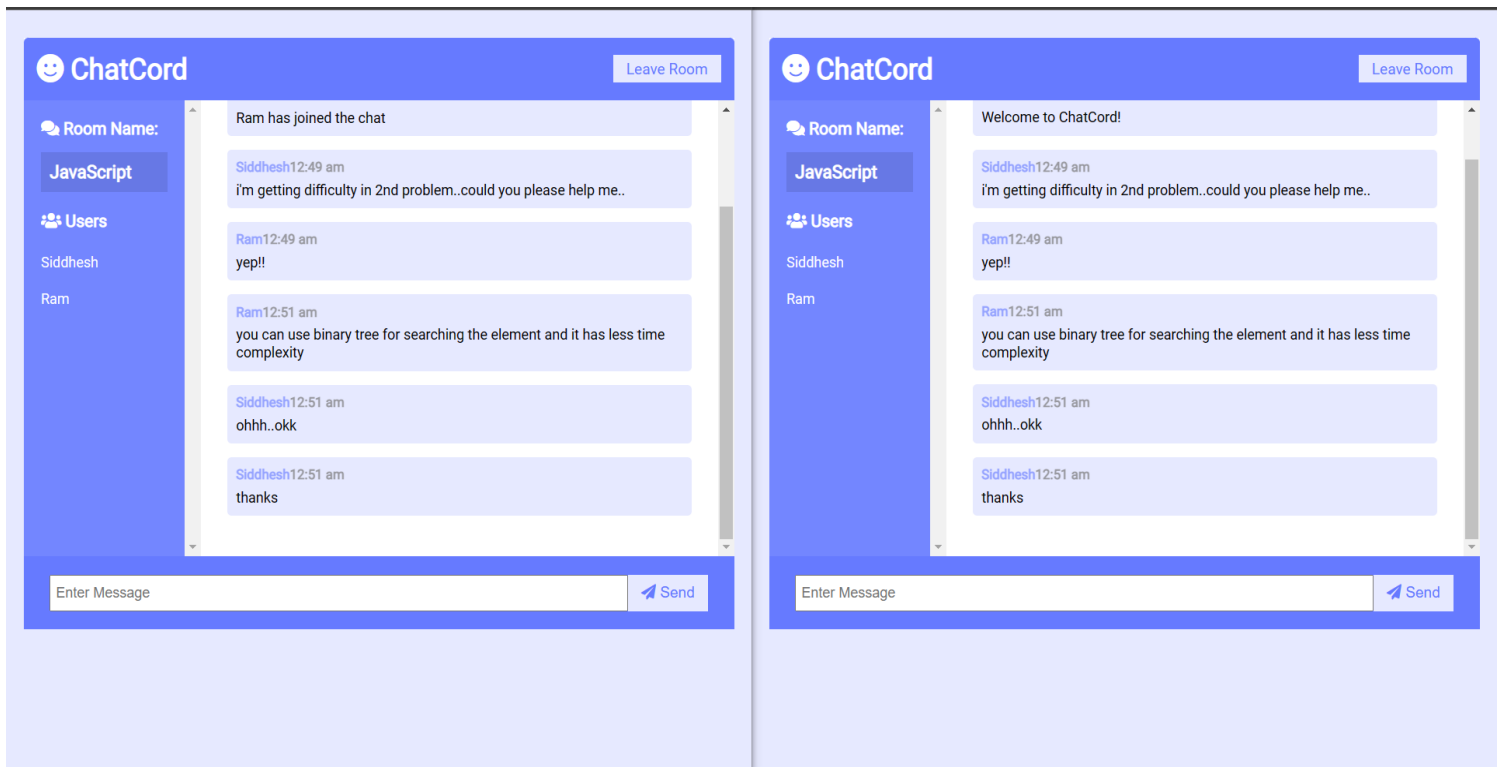 ChatCord
Leave Room
Room Name:
JavaScript
Users
Siddhesh
Ram
Ram has joined the chat
Siddhesh12:49 am
i'm getting difficulty in 2nd problem..could you please help me..
Ram12:49 am
yep!!
Ram12:51 am
you can use binary tree for searching the element and it has less time
complexity
Siddhesh12:51 am
ohhh..okk
Siddhesh12:51 am
thanks
Enter Message
Send
ChatCord
Leave Room
Room Name:
JavaScript
Users
Siddhesh
Ram
Welcome to ChatCord!
Siddhesh12:49 am
i'm getting difficulty in 2nd problem..could you please help me..
Ram12:49 am
yep!!
Ram12:51 am
you can use binary tree for searching the element and it has less time
complexity
Siddhesh12:51 am
ohhh..okk
Siddhesh12:51 am
thanks
Enter Message
Send